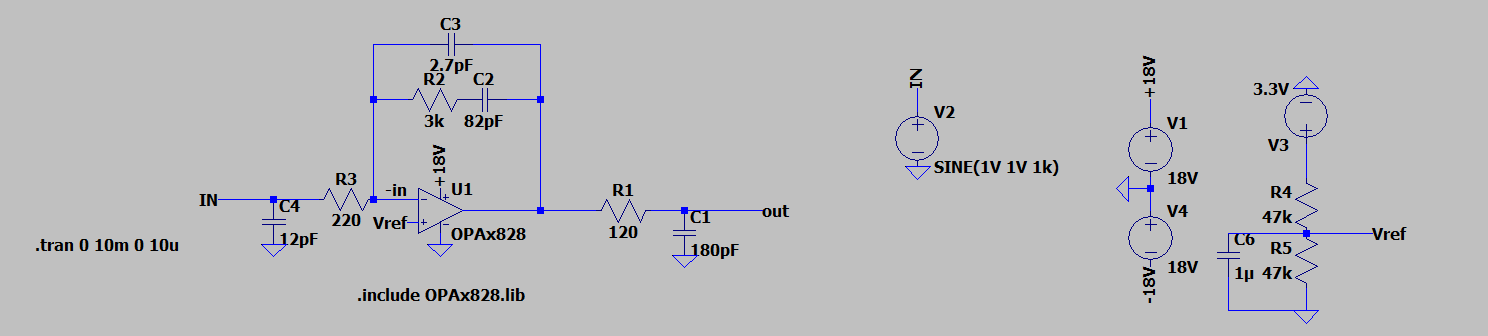 C3
2.7pF
R2
C2
3k
82pF
+18V
R3
-in
U1
IN
220
Vref
OPAx828
C4
12pF
R1
120
out
C1
180pF
.tran 0 10m 0 10u
.include OPAx828.lib
IN
V2
SINE(1V 1V 1k)
+18V
V1
18V
V4
18V
-18V
3.3V
V3
R4
47k
Vref
C6
1µ
R5
47k